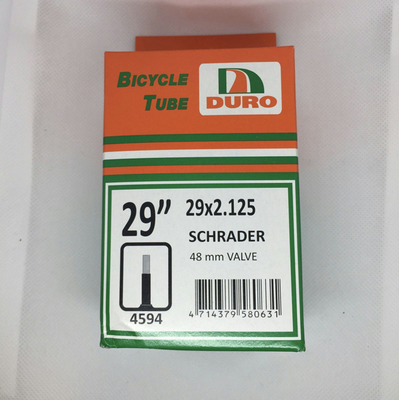 BICYCLE
TUBE
DURO
29"
29x2.125
SCHRADER
48 mm VALVE
4594
4 714379 580631